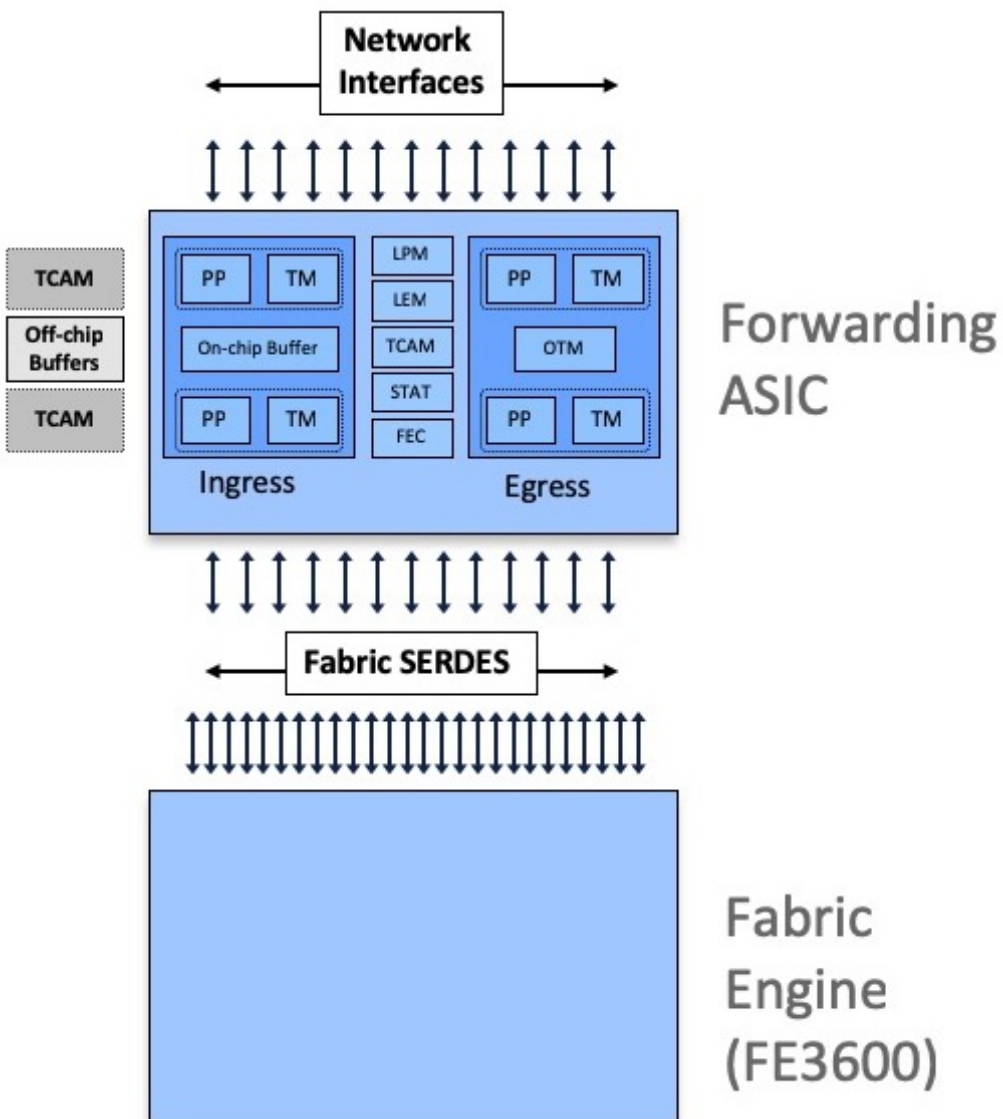 Network
Interfaces
TCAM
Off-chip
Buffers
TCAM
PP TM
On-chip Buffer
PP TM
Ingress
LPM
LEM
TCAM
STAT
FEC
PP TM
OTM
PP TM
Egress
Forwarding
ASIC
Fabric SERDES
Fabric
Engine
(FE3600)